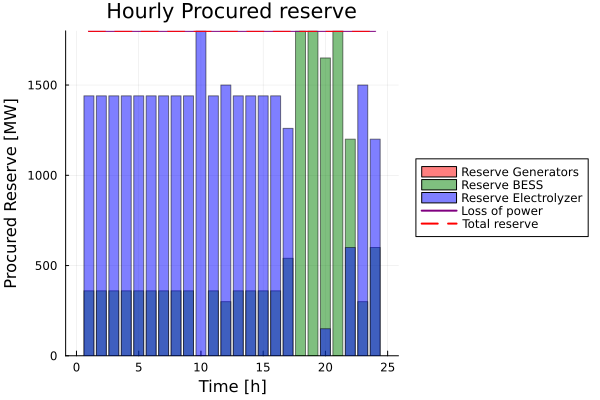 Hourly Procured reserve
Procured Reserve [MW]
1500
1000
500
0
0 5 10 15 20 25
Time [h]
Reserve Generators
Reserve BESS
Reserve Electrolyzer
Loss of power
Total reserve